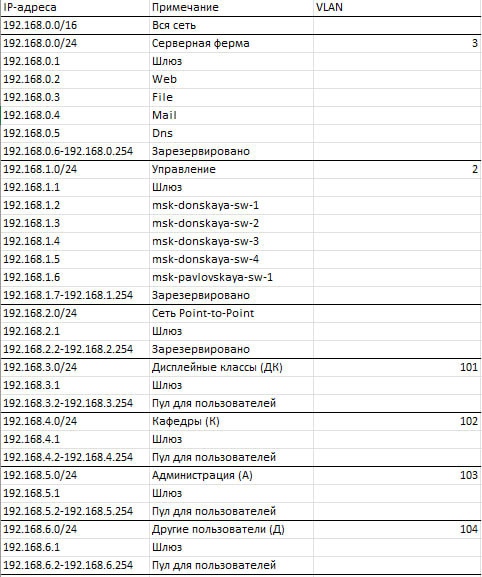 IP-адреса Примечание VLAN
192.168.0.0/16 Вся сеть
192.168.0.0/24 Серверная ферма 3
192.168.0.1 Шлюз
192.168.0.2 Web
192.168.0.3 File
192.168.0.4 Mail
192.168.0.5 Dns
192.168.0.6-192.168.0.254 Зарезервировано
192.168.1.0/24 Управление 2
192.168.1.1 Шлюз
192.168.1.2 msk-donskaya-sw-1
192.168.1.3 msk-donskaya-sw-2
192.168.1.4 msk-donskaya-sw-3
192.168.1.5 msk-donskaya-sw-4
192.168.1.6 msk-pavlovskaya-sw-1
192.168.1.7-192.168.1.254 Зарезервировано
192.168.2.0/24 Сеть Point-to-Point
192.168.2.1 Шлюз
192.168.2.2-192.168.2.254 Зарезервировано
192.168.3.0/24 Дисплейные классы (ДК) 101
192.168.3.1 Шлюз
192.168.3.2-192.168.3.254 Пул для пользователей
192.168.4.0/24 Кафедры (К) 102
192.168.4.1 Шлюз
192.168.4.2-192.168.4.254 Пул для пользователей
192.168.5.0/24 Администрация (А) 103
192.168.5.1 Шлюз
192.168.5.2-192.168.5.254 Пул для пользователей
192.168.6.0/24 Другие пользователи (Д) 104
192.168.6.1 Шлюз
192.168.6.2-192.168.6.254 Пул для пользователей